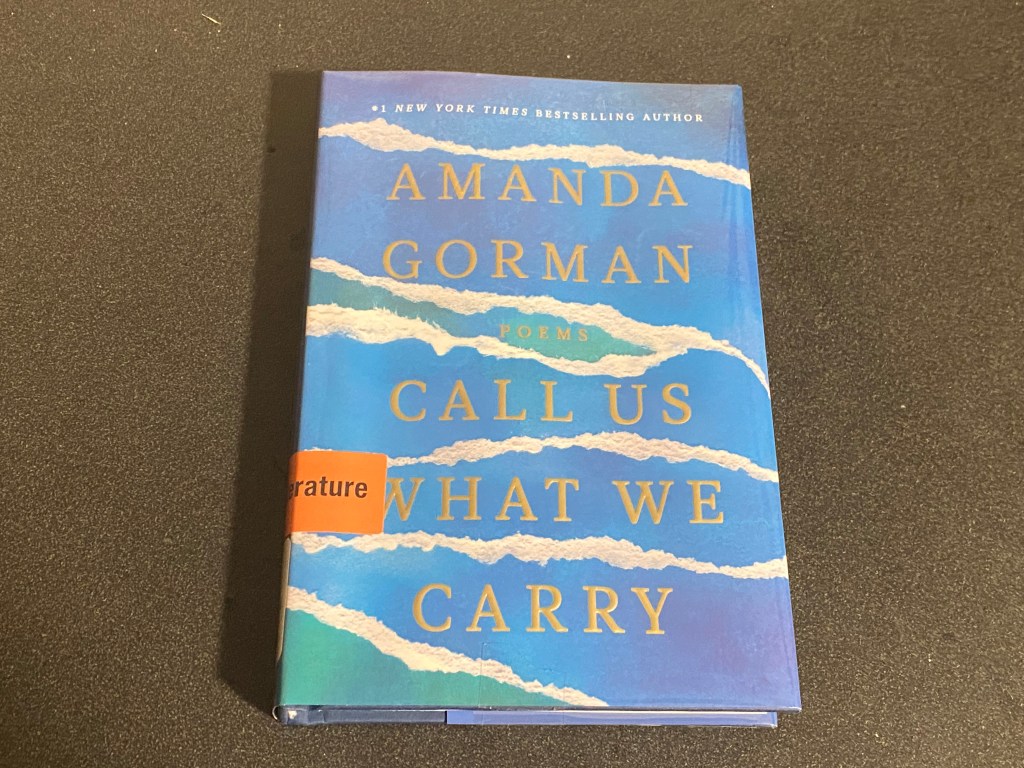 #1 NEW YORK TIMES BESTSELLING AUTHOR
AMANDA
GORMAN
POEMS
CALL US
WHAT WE
CARRY
erature